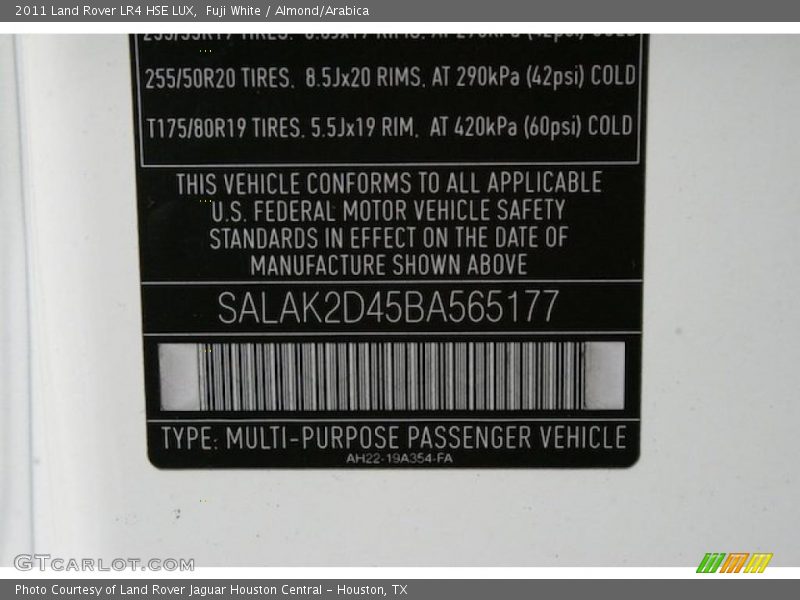 2011 Land Rover LR4 HSE LUX, Fuji White / Almond/Arabica
255/50R20 TIRES, 8.5Jx20 RIMS, AT 290kPa (42psi) COLD
T175/80R19 TIRES, 5.5Jx19 RIM, AT 420kPa (60psi) COLD
THIS VEHICLE CONFORMS TO ALL APPLICABLE
U.S. FEDERAL MOTOR VEHICLE SAFETY
STANDARDS IN EFFECT ON THE DATE OF
MANUFACTURE SHOWN ABOVE
SALAK2D45BA565177
TYPE: MULTI-PURPOSE PASSENGER VEHICLE
AH22-19A354-FA
GTCARLOT.COM
Photo Courtesy of Land Rover Jaguar Houston Central - Houston, TX